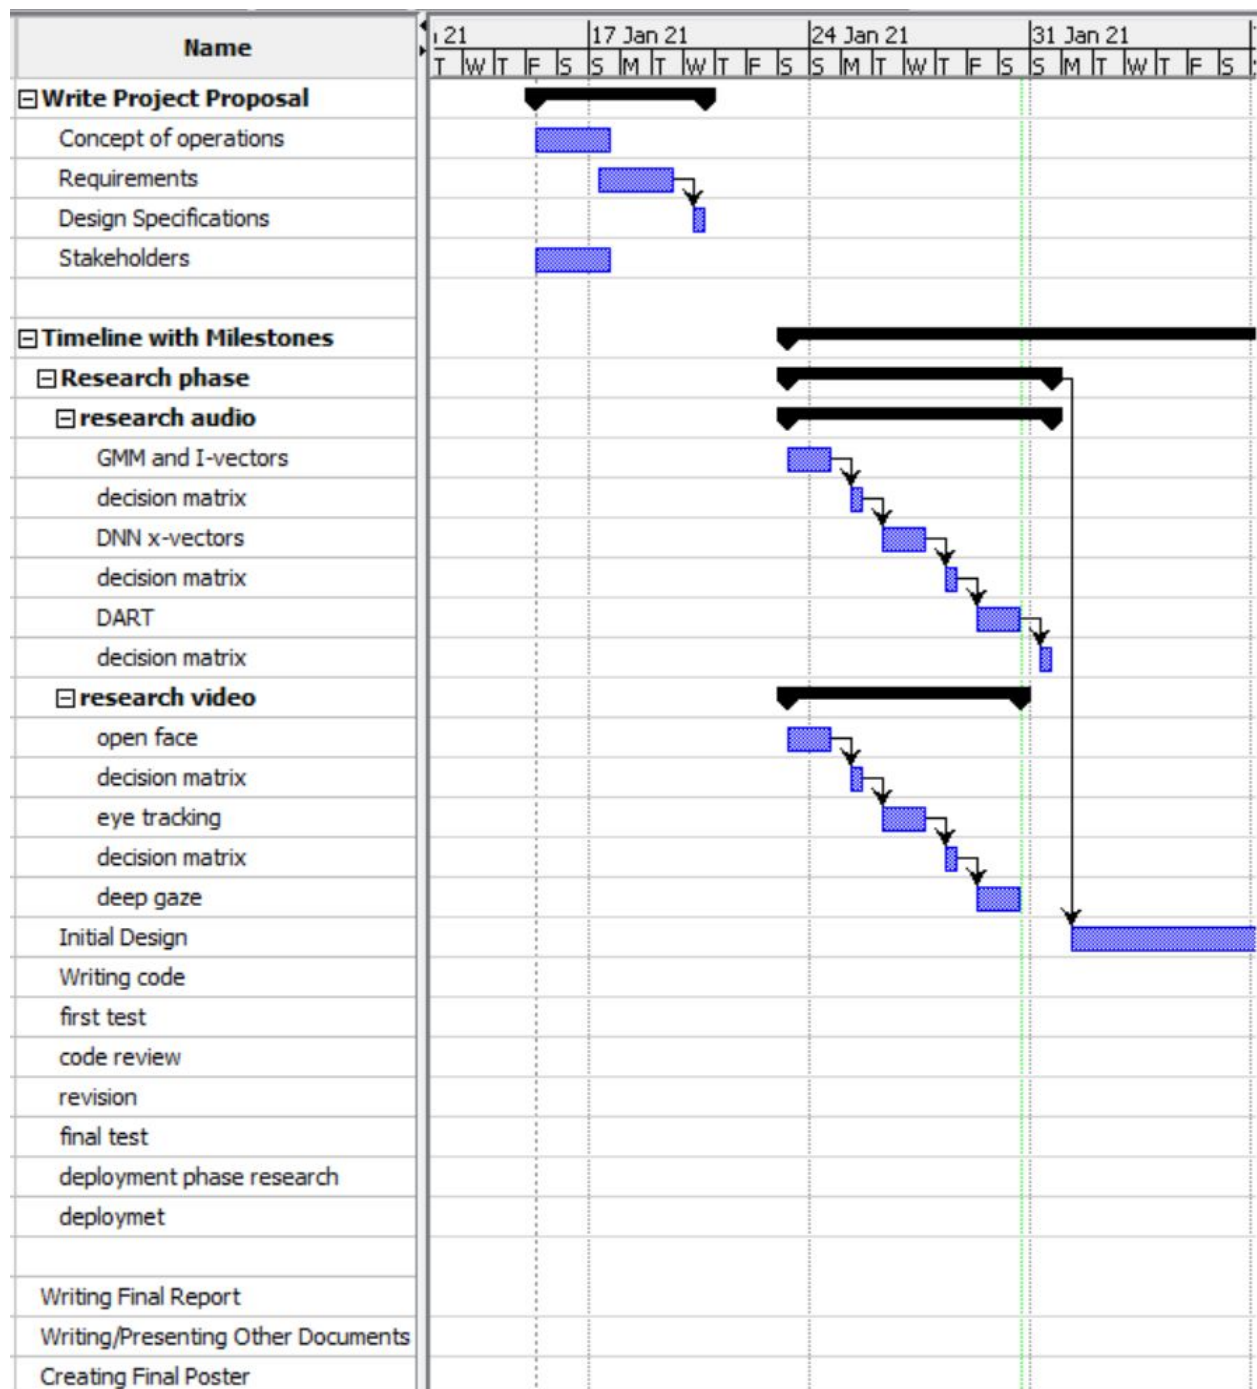 Name
21 17 Jan 21 24 Jan 21 31 Jan 21
T W T F S S M T W T F S S M T W T F S S M T W T F S
Write Project Proposal
Concept of operations
Requirements
Design Specifications
Stakeholders
Timeline with Milestones
Research phase
research audio
GMM and I-vectors
decision matrix
DNN x-vectors
decision matrix
DART
decision matrix
research video
open face
decision matrix
eye tracking
decision matrix
deep gaze
Initial Design
Writing code
first test
code review
revision
final test
deployment phase research
deploymet
Writing Final Report
Writing/Presenting Other Documents
Creating Final Poster